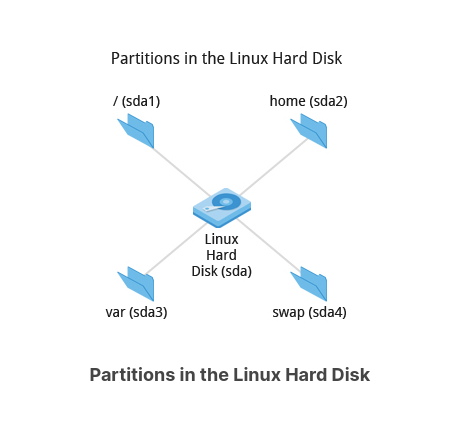 Partitions in the Linux Hard Disk
/ (sda1)
home (sda2)
Linux
Hard
Disk (sda)
var (sda3)
swap (sda4)
Partitions in the Linux Hard Disk